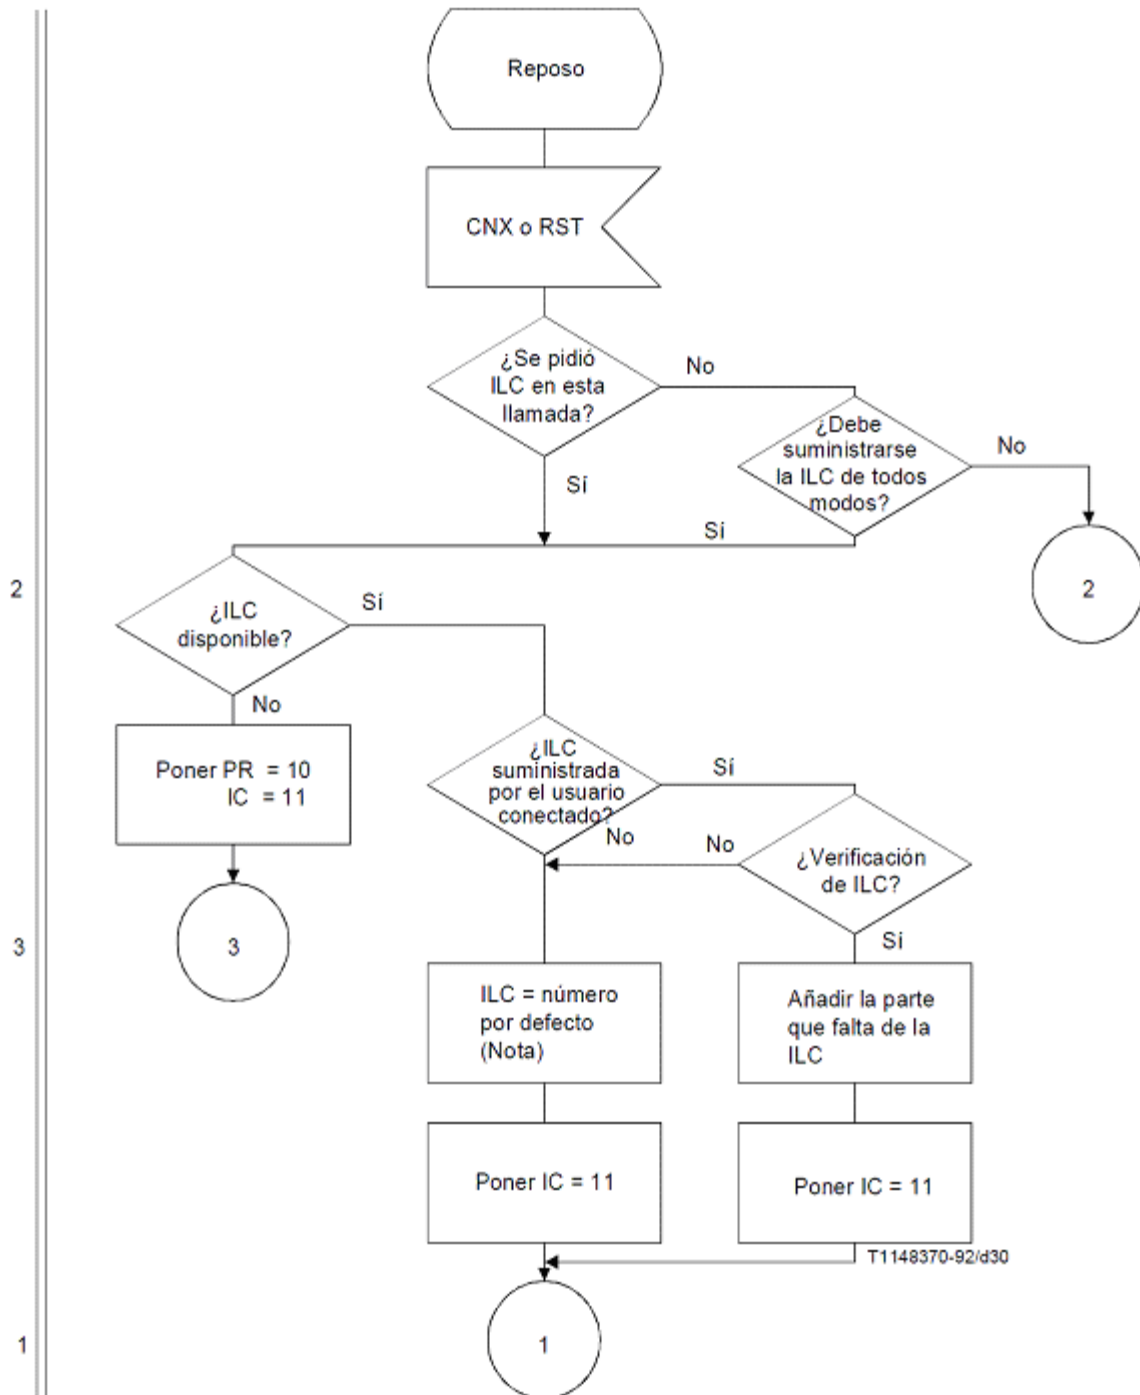 Reposo
CNX o RST
¿Se pidió
ILC en esta
llamada?
No
¿Debe
suministrarse
la ILC de todos
modos?
No
Sí
Sí
2
2
¿ILC
disponible?
Sí
No
Poner PR = 10
IC = 11
¿ILC
suministrada
por el usuario
conectado?
Sí
No
No
¿Verificación
de ILC?
Sí
3
3
ILC = número
por defecto
(Nota)
Añadir la parte
que falta de la
ILC
Poner IC = 11
Poner IC = 11
T1148370-92/d30
1
1